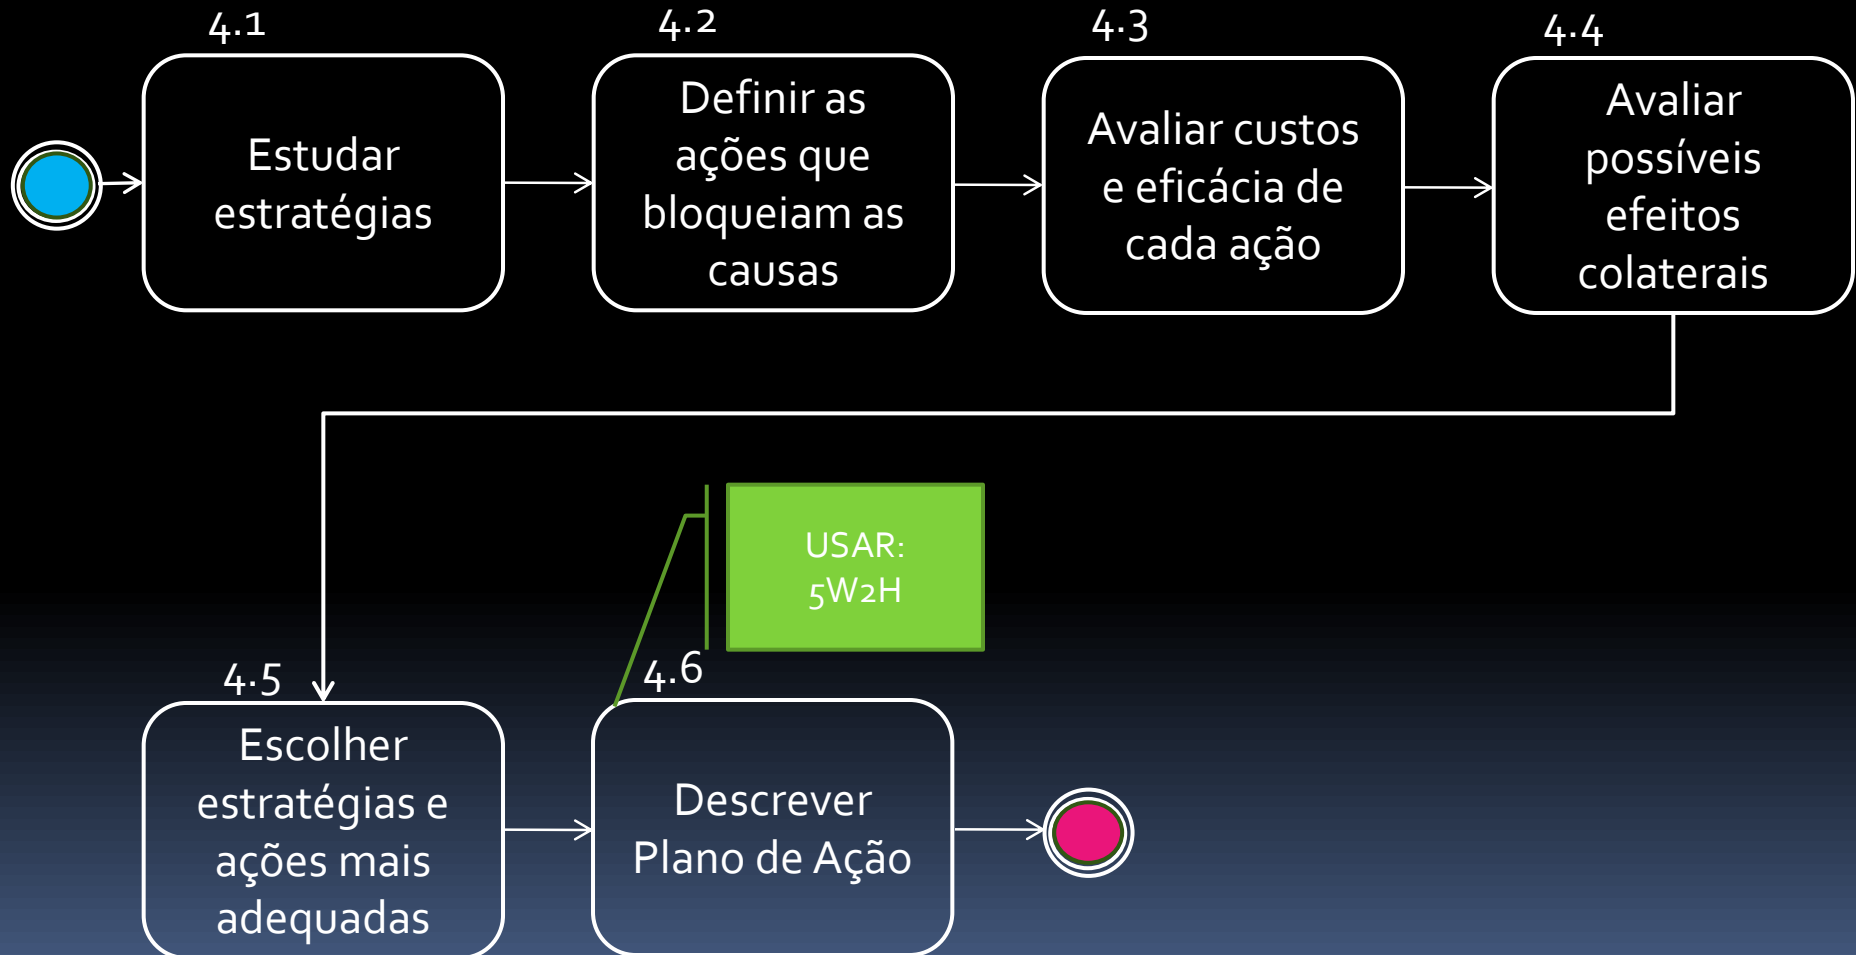 4.1
Estudar
estratégias
4.2
Definir as
ações que
bloqueiam as
causas
4.3
Avaliar custos
e eficácia de
cada ação
4.4
Avaliar
possíveis
efeitos
colaterais
USAR:
5W2H
4.5
Escolher
estratégias e
ações mais
adequadas
4.6
Descrever
Plano de Ação